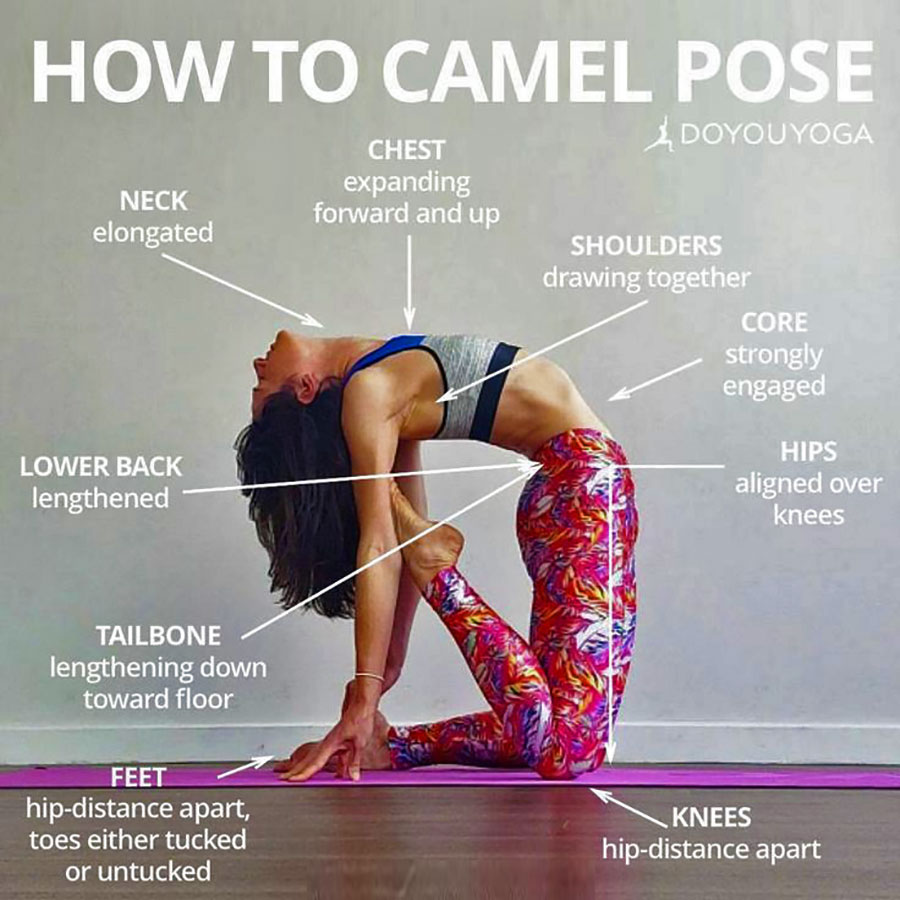 HOW TO CAMEL POSE
DOYOUYOGA
CHEST
expanding
forward and up
NECK
elongated
SHOULDERS
drawing together
CORE
strongly
engaged
LOWER BACK
lengthened
HIPS
aligned over
knees
TAILBONE
lengthening down
toward floor
FEET
hip-distance apart,
toes either tucked
or untucked
KNEES
hip-distance apart